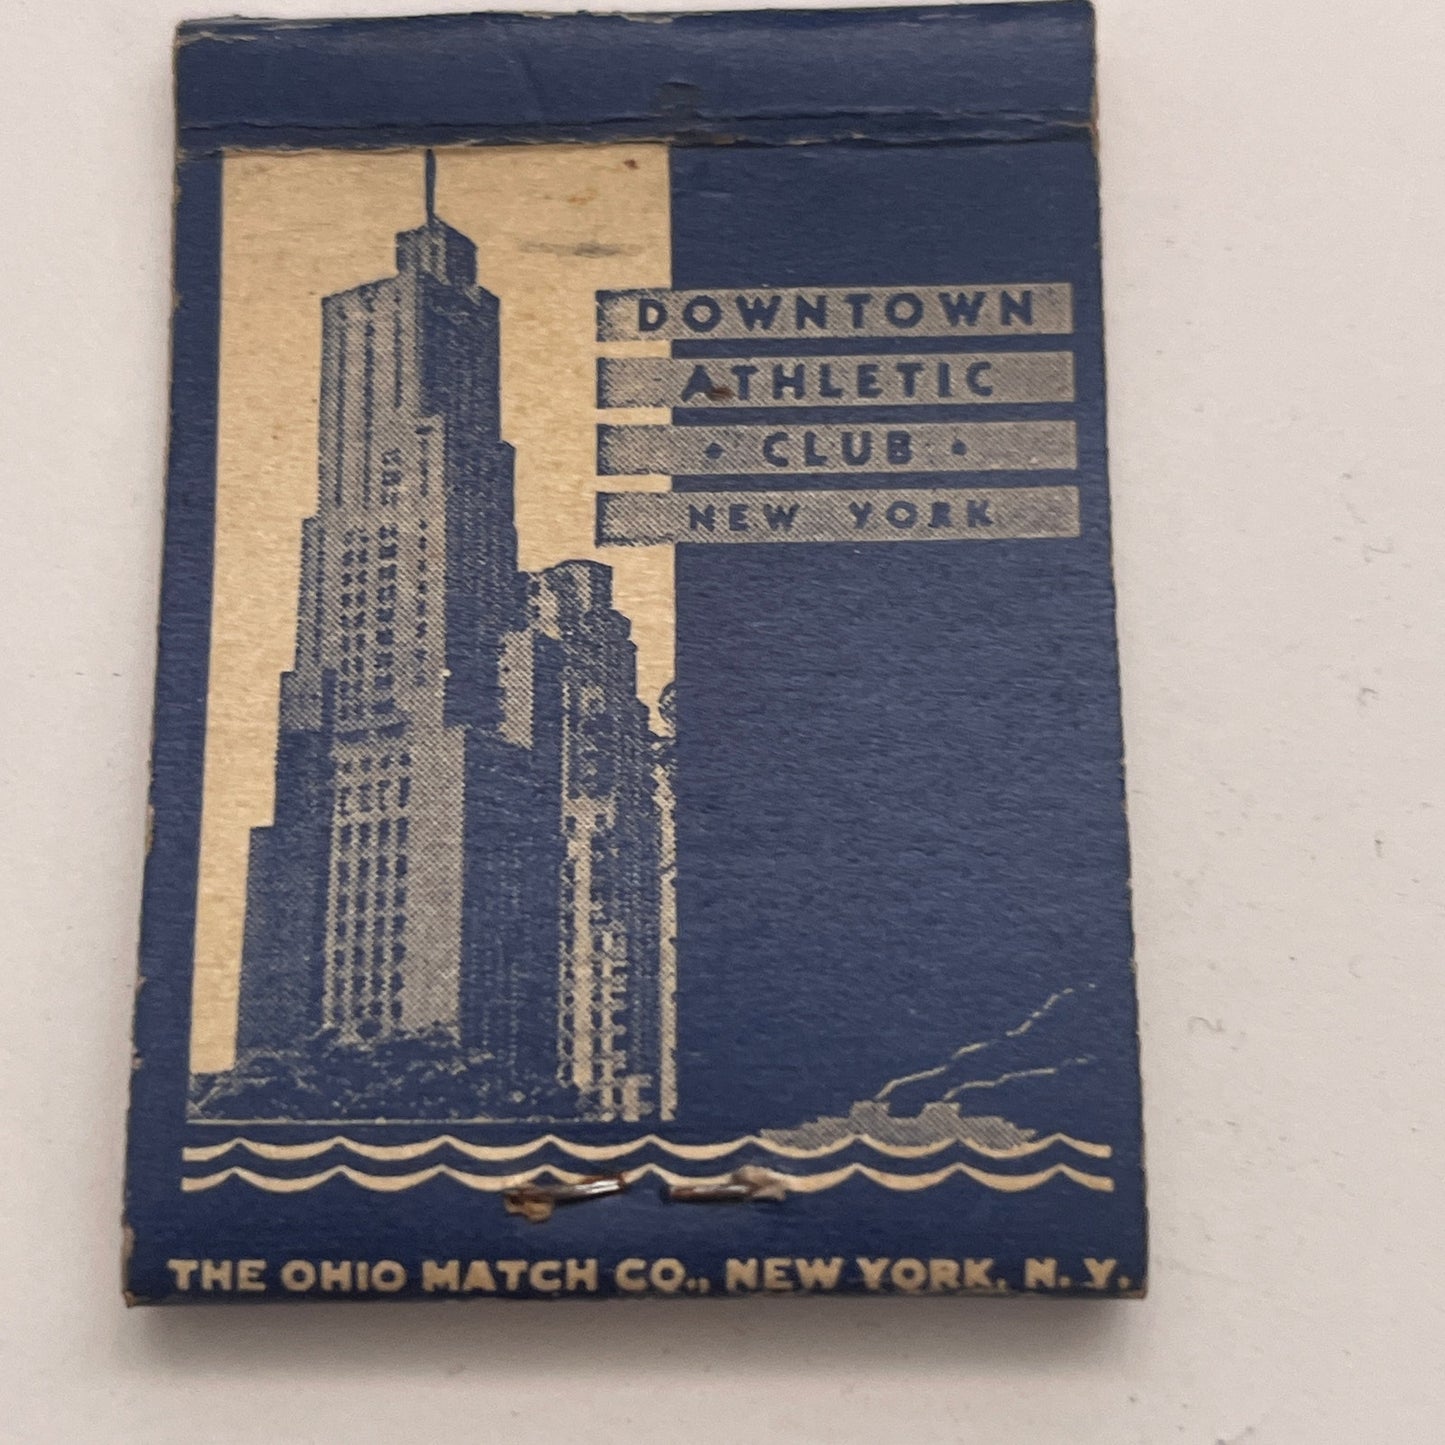 DOWNTOWN
ATHLETIC
• CLUB •
NEW YORK
THE OHIO MATCH CO., NEW YORK, N. Y.